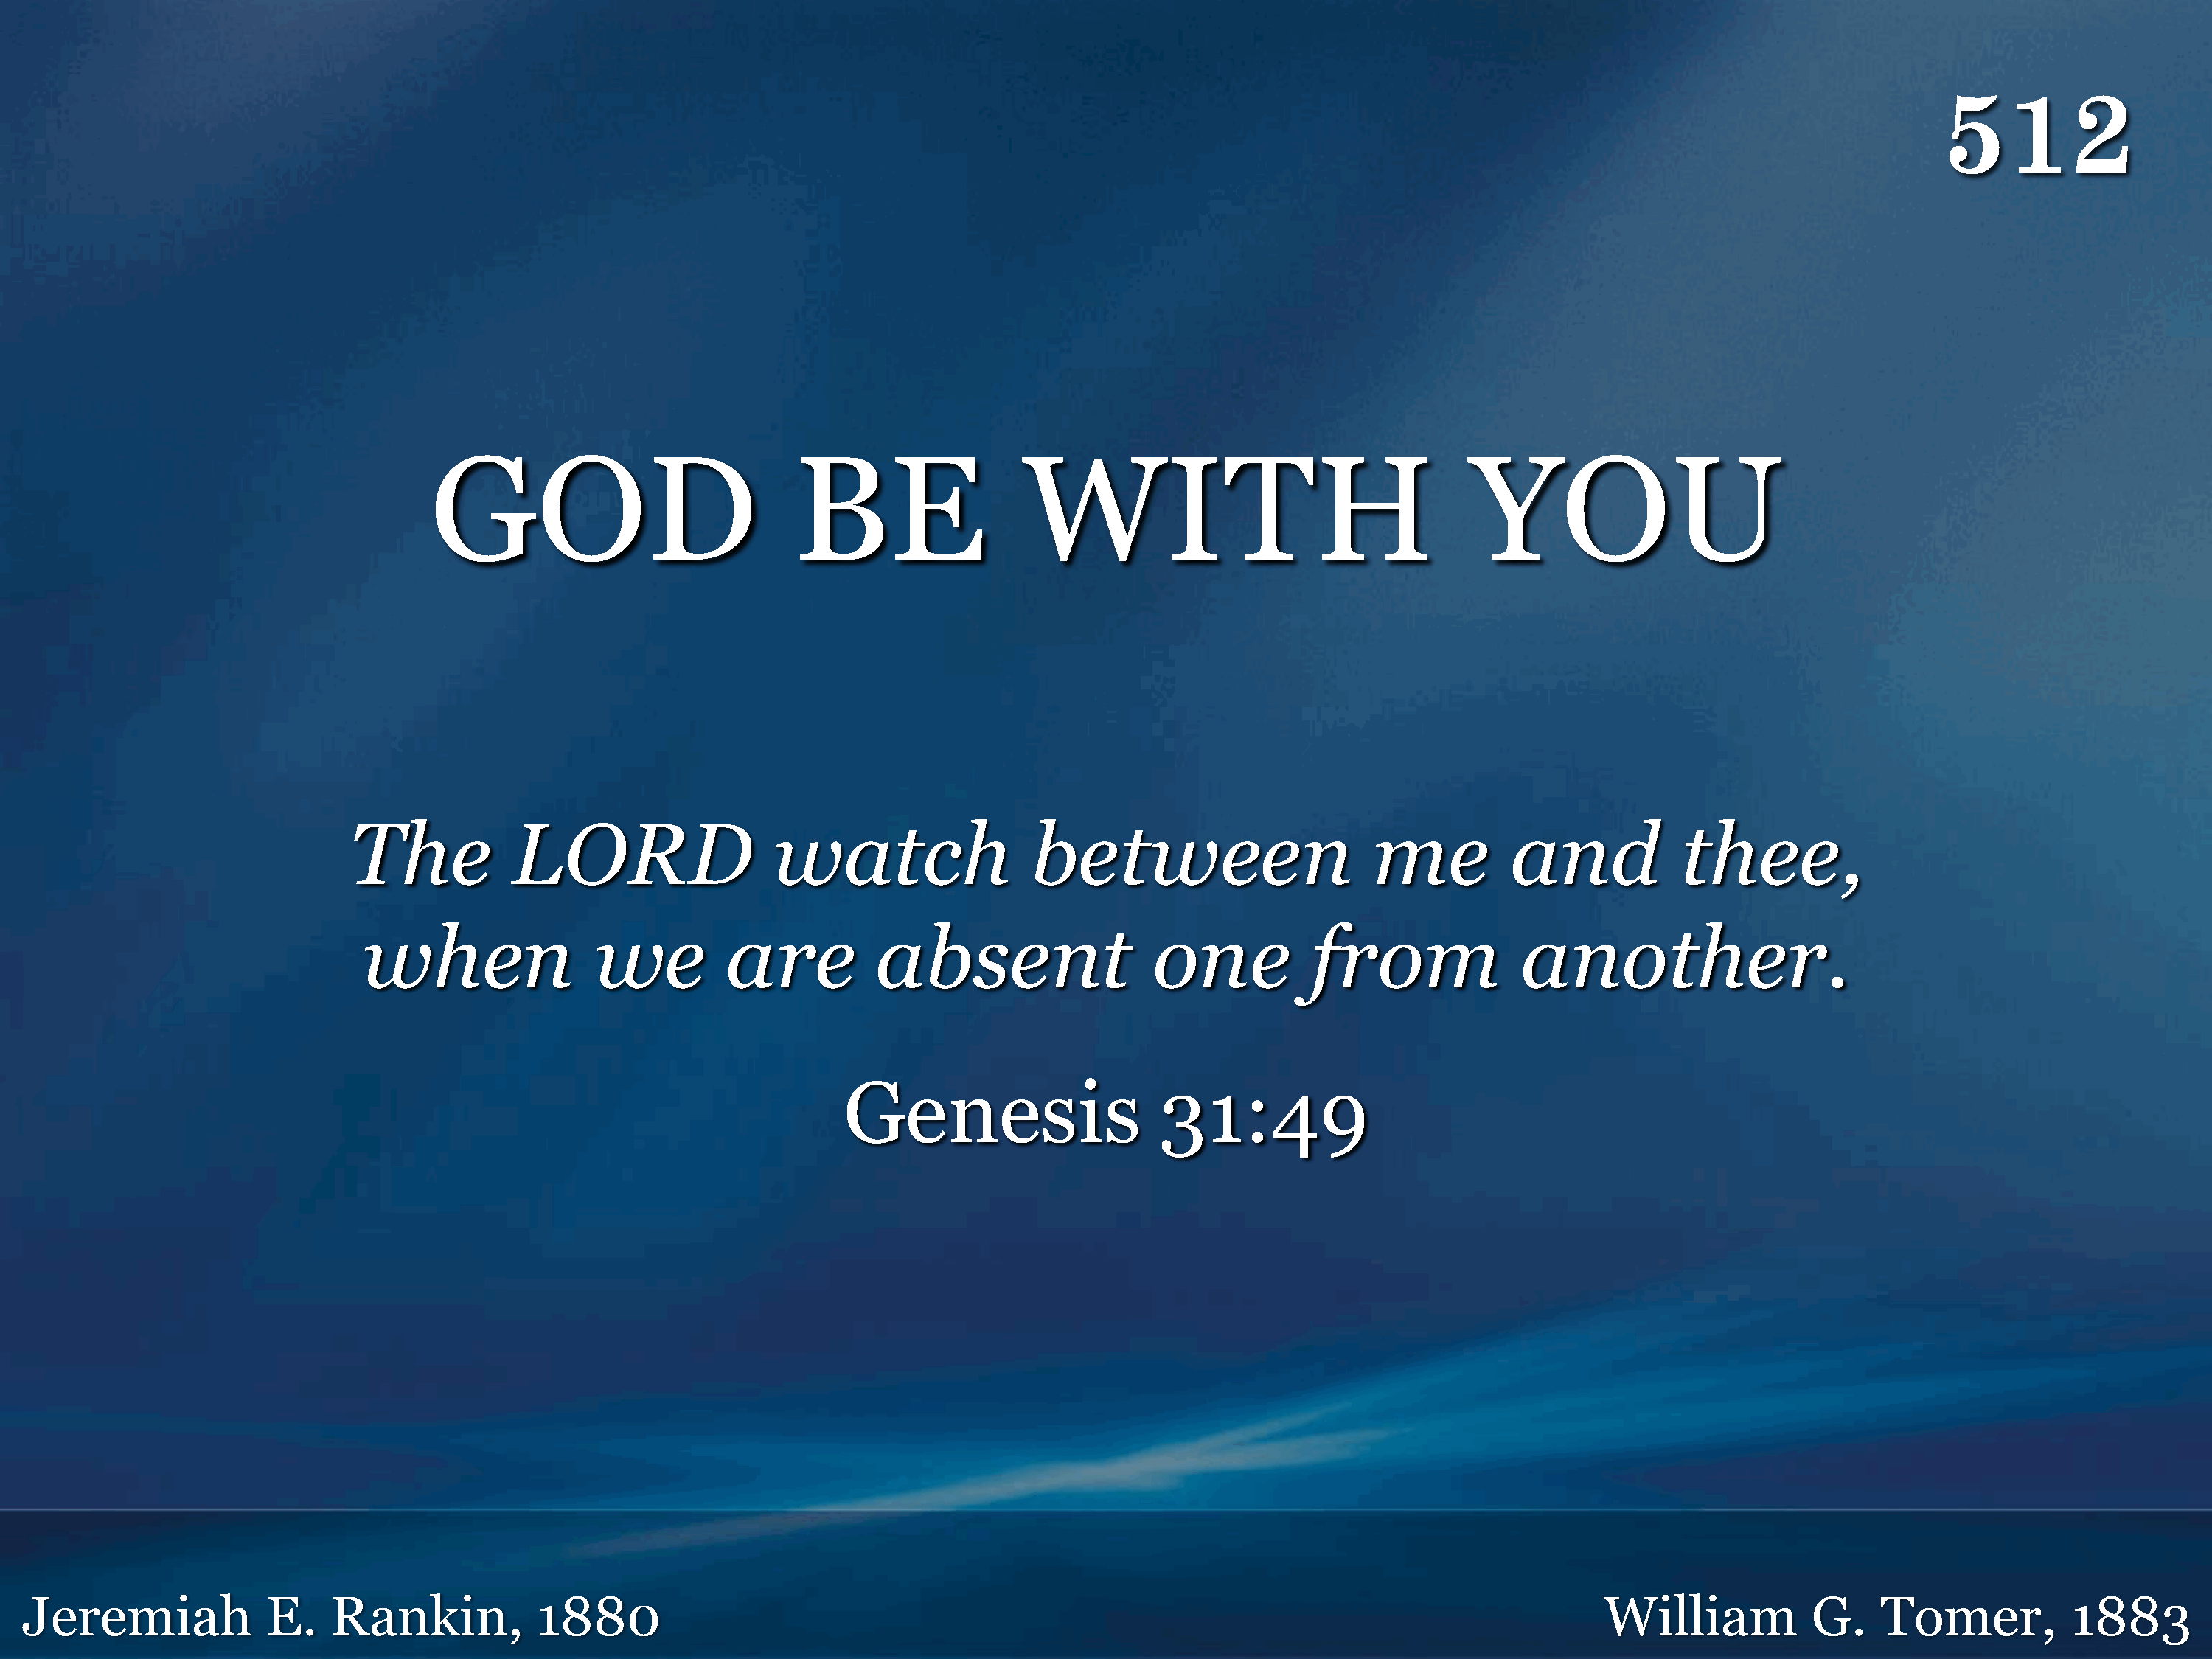 512
GOD BE WITH YOU
The LORD watch between me and thee,
when we are absent one from another.
Genesis 31:49
Jeremiah E. Rankin, 1880
William G. Tomer, 1883